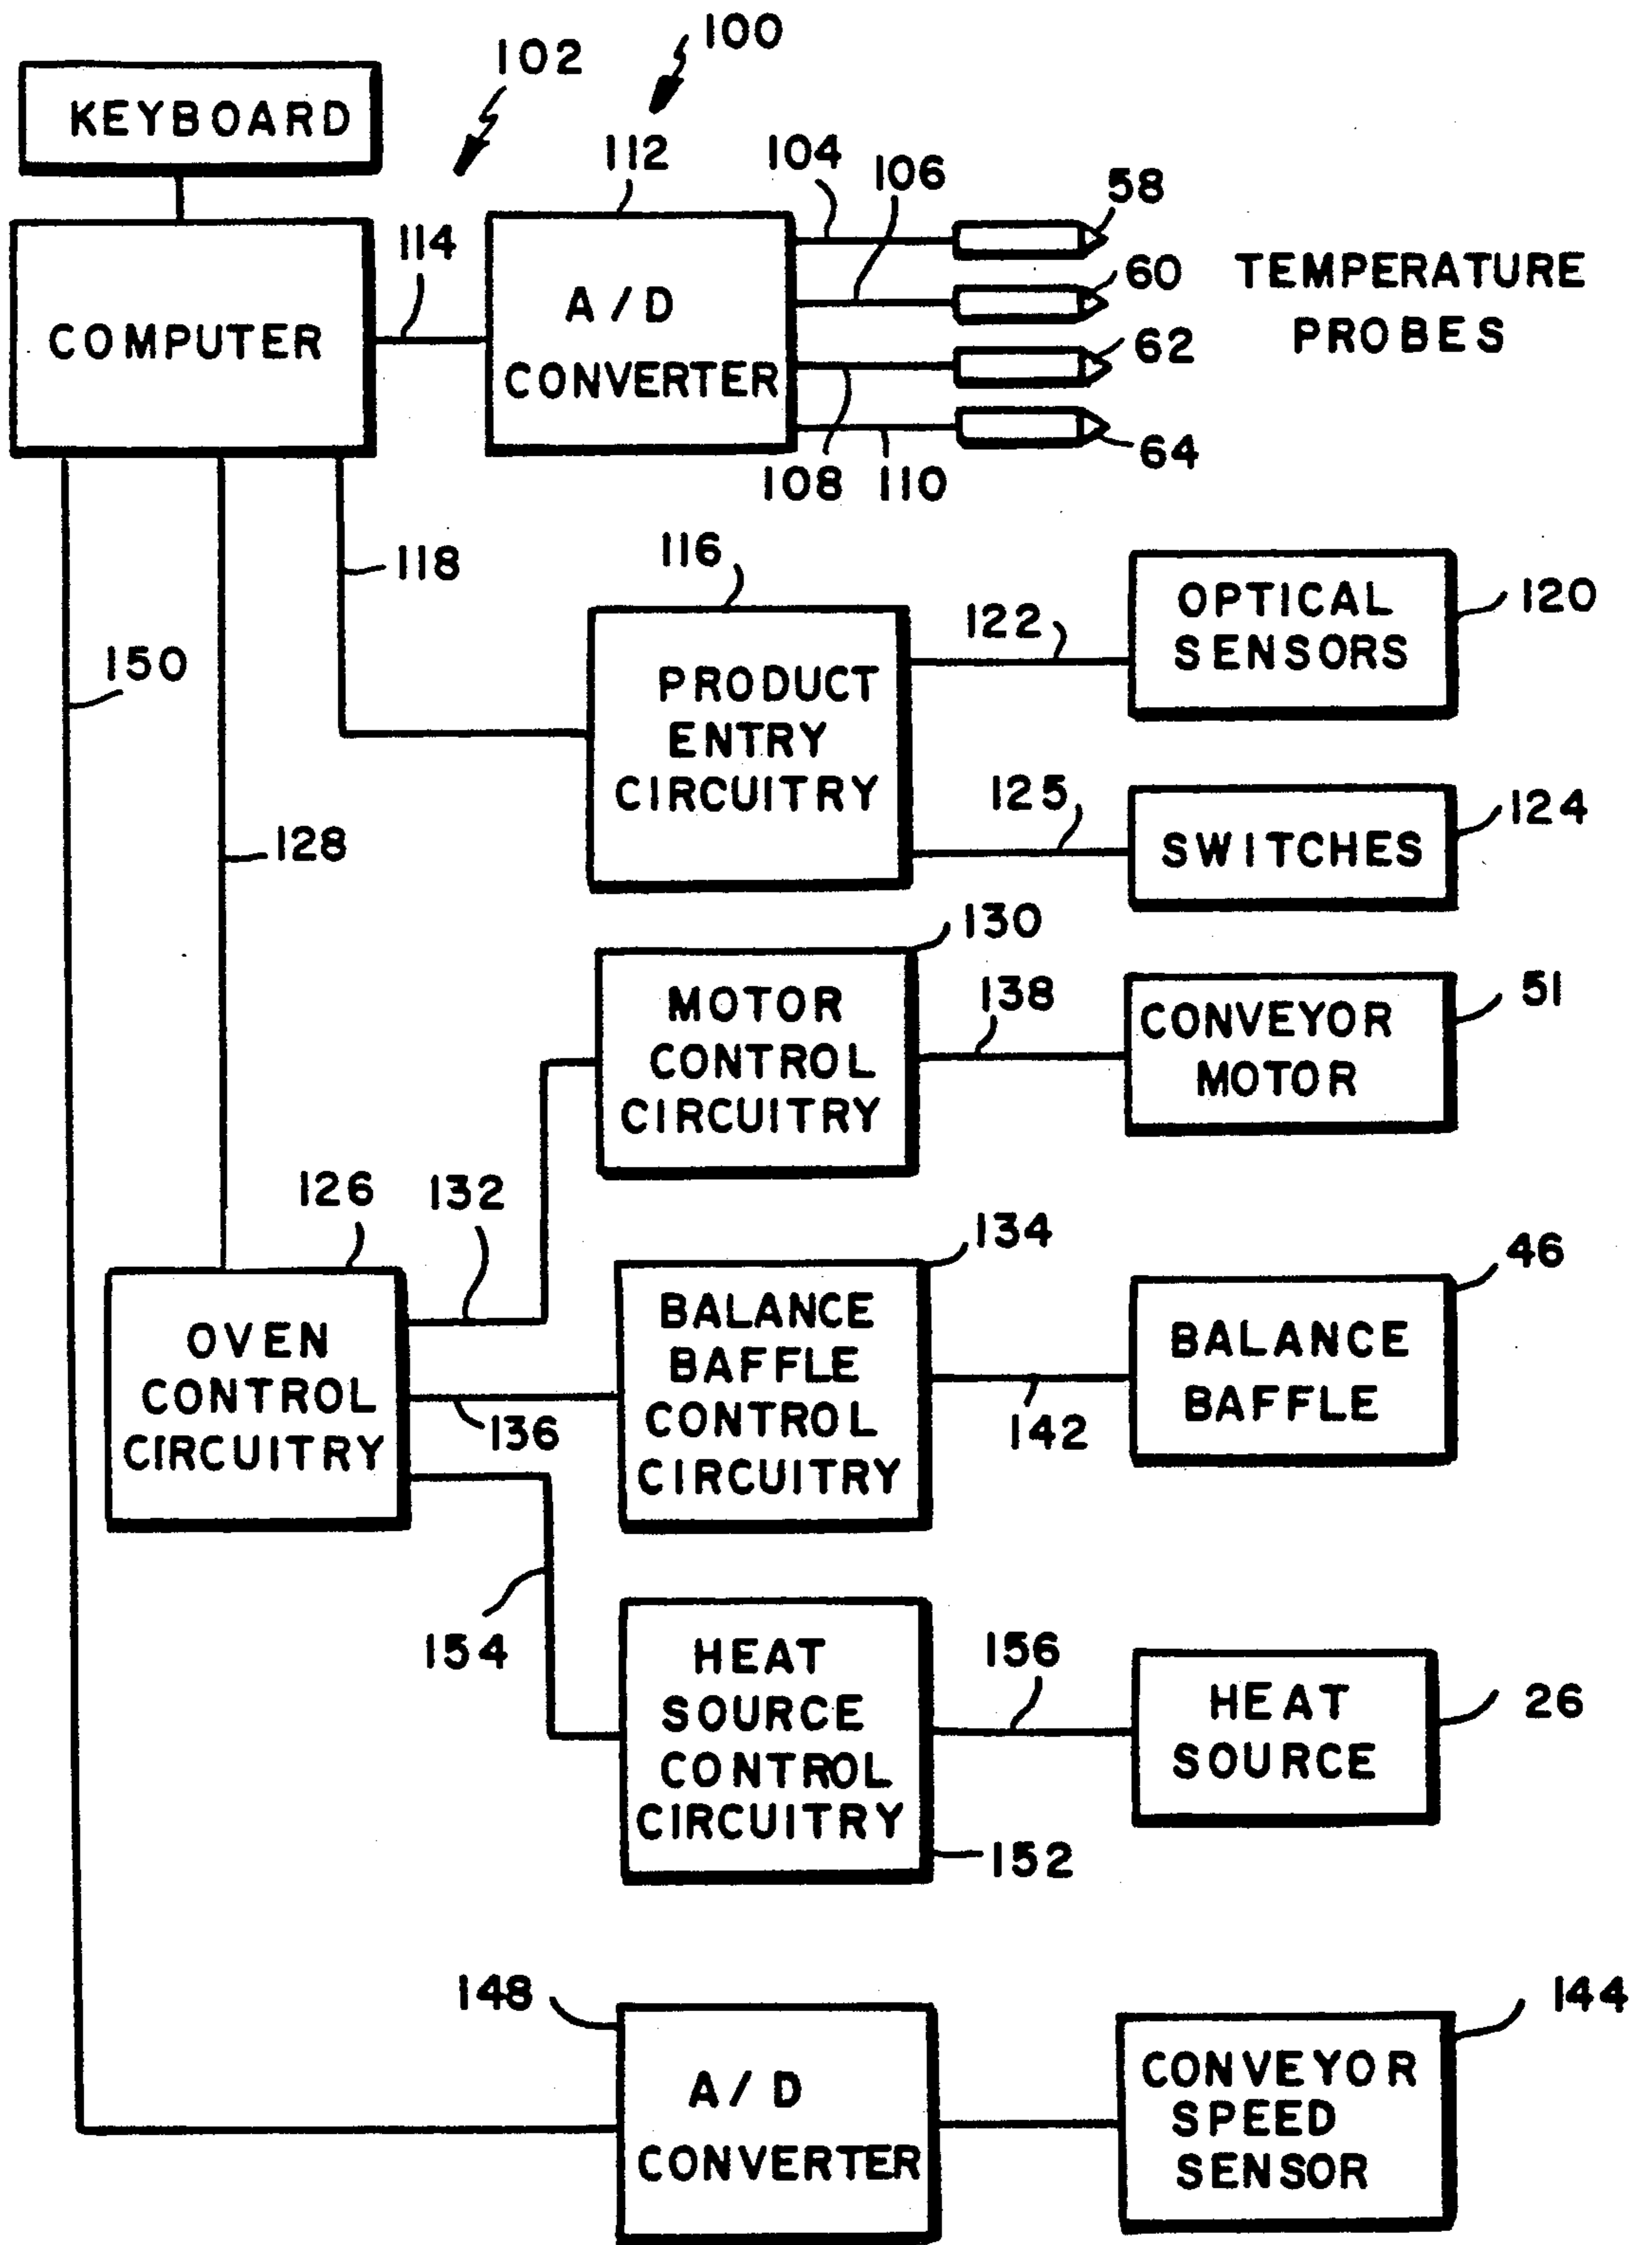 100
102
KEYBOARD
112
104
106
58
114
60
TEMPERATURE
PROBES
A/D
CONVERTER
COMPUTER
62
64
108
110
118
116
OPTICAL
SENSORS
120
122
150
PRODUCT
ENTRY
CIRCUITRY
125
124
SWITCHES
128
130
MOTOR
CONTROL
CIRCUITRY
138
51
CONVEYOR
MOTOR
126
132
134
46
OVEN
CONTROL
CIRCUITRY
136
BALANCE
BAFFLE
CONTROL
CIRCUITRY
142
BALANCE
BAFFLE
154
HEAT
SOURCE
CONTROL
CIRCUITRY
156
HEAT
SOURCE
26
152
148
144
A/D
CONVERTER
CONVEYOR
SPEED
SENSOR